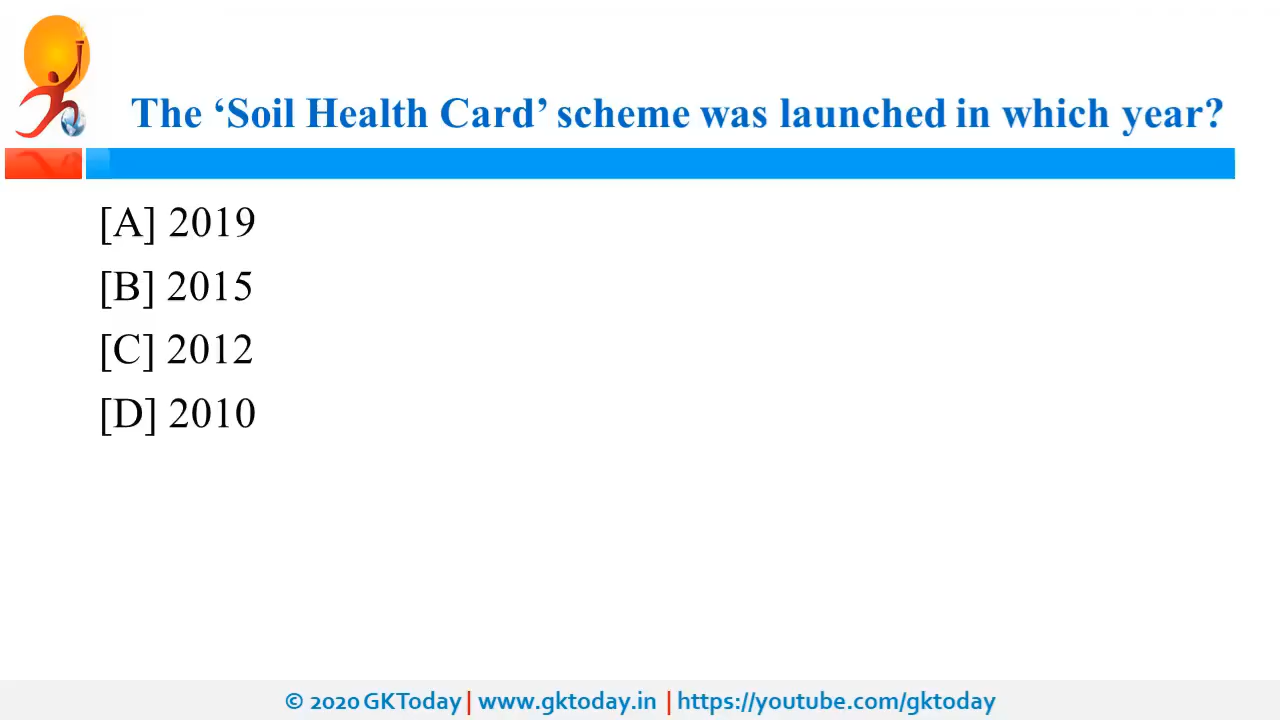 The ‘Soil Health Card’ scheme was launched in which year?
[A] 2019
[B] 2015
[C] 2012
[D] 2010
© 2020 GKToday | www.gktoday.in | https://youtube.com/gktoday